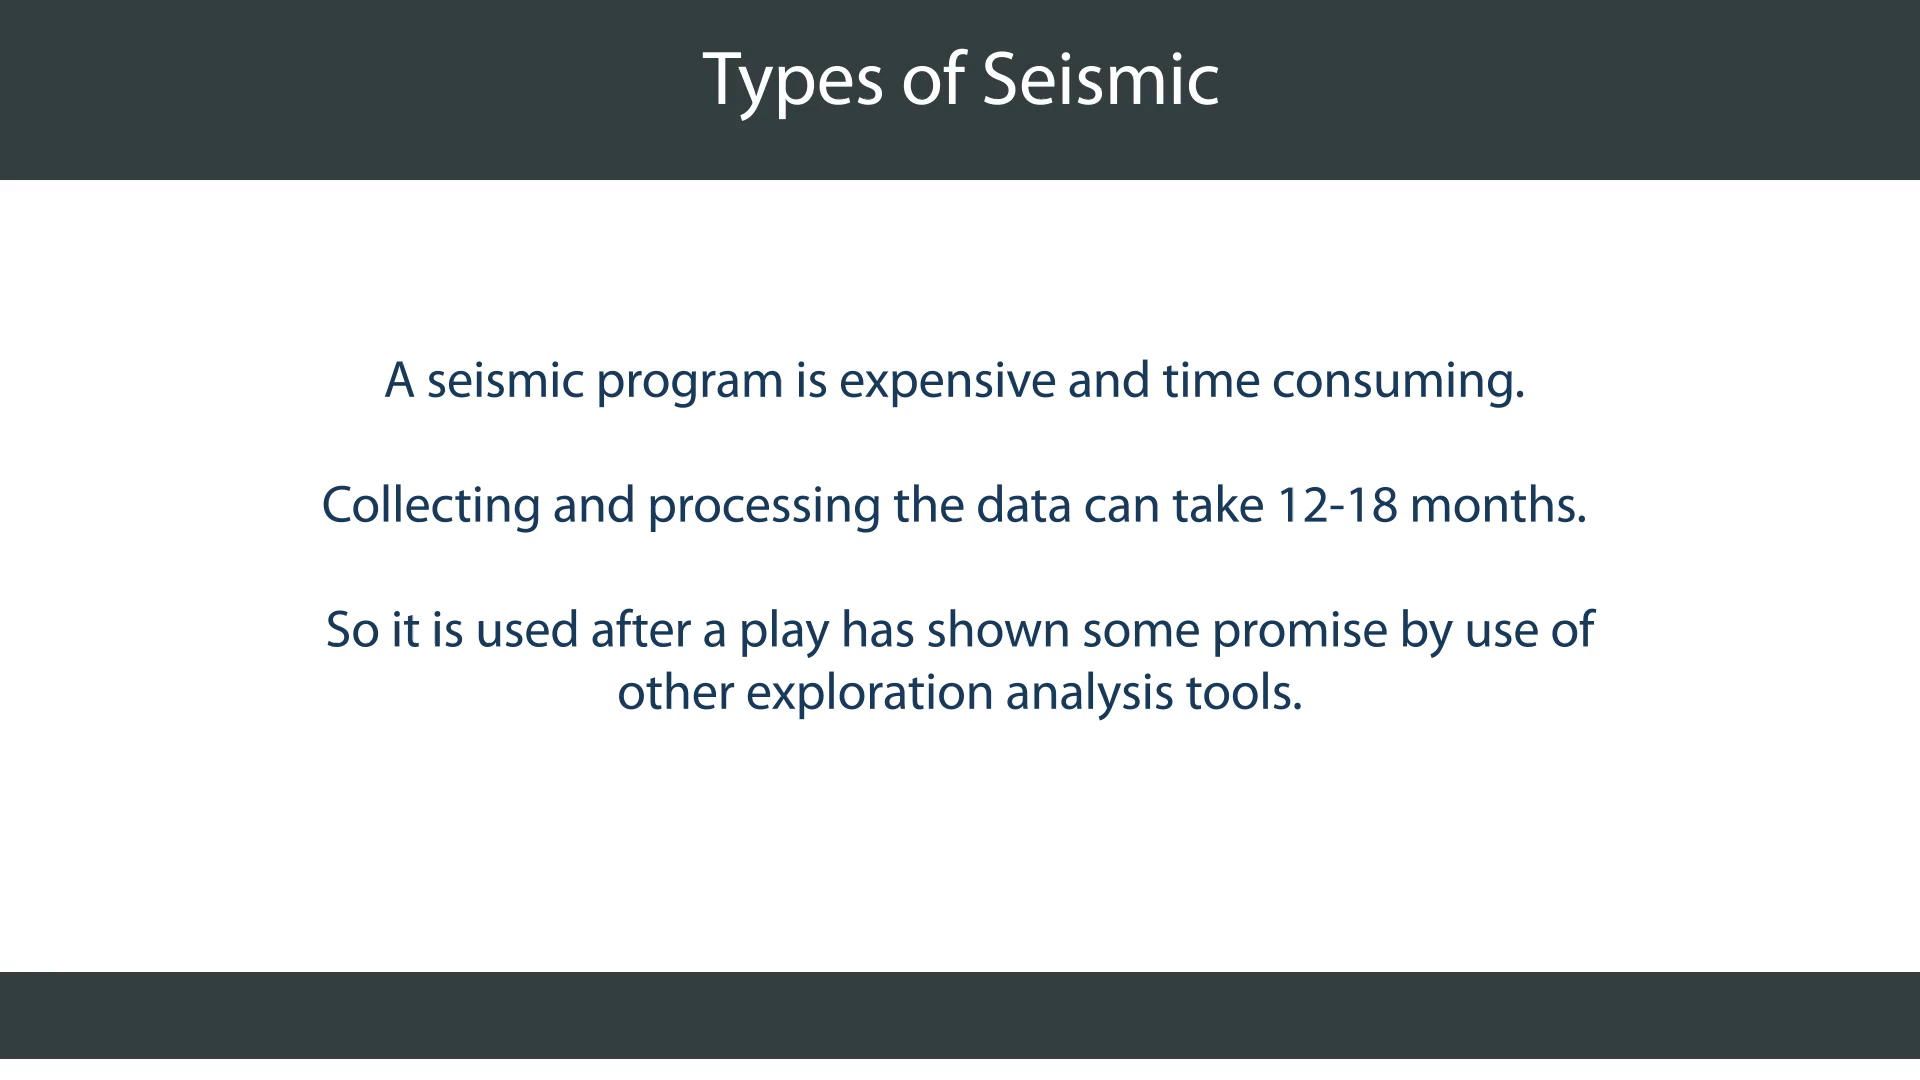 Types of Seismic
A seismic program is expensive and time consuming.
Collecting and processing the data can take 12-18 months.
So it is used after a play has shown some promise by use of
other exploration analysis tools.